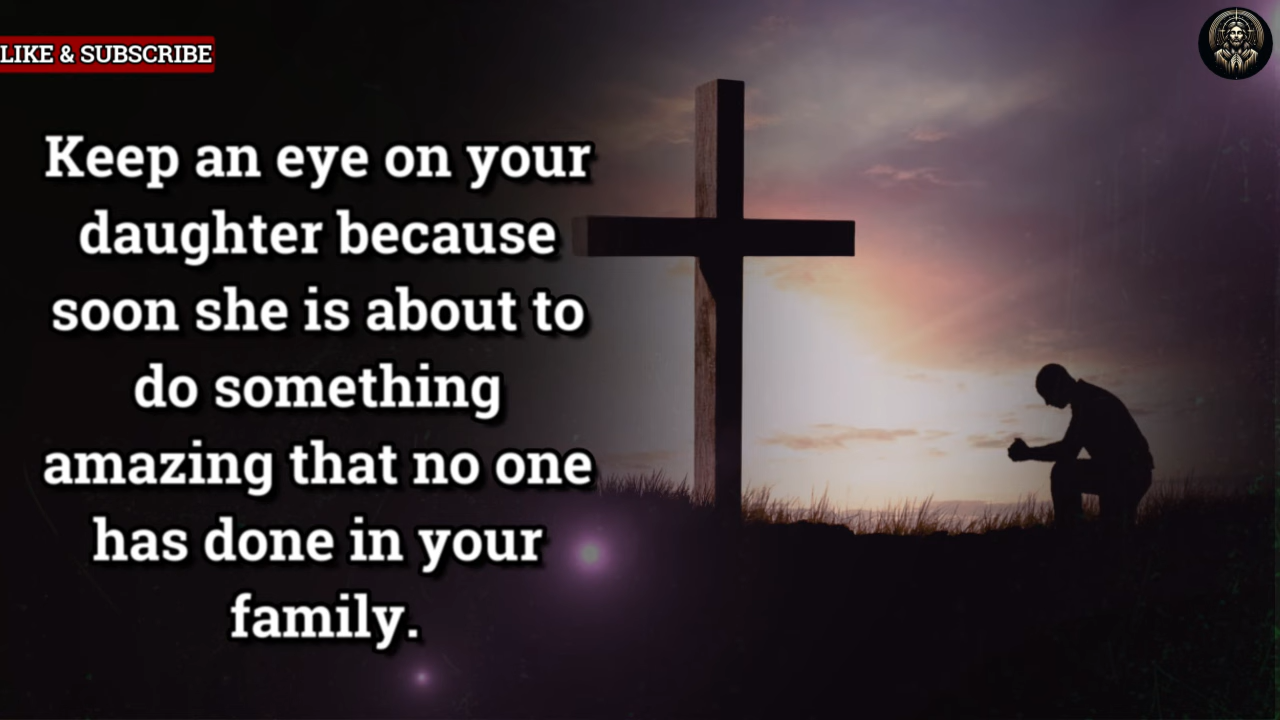 LIKE & SUBSCRIBE
Keep an eye on your
daughter because
soon she is about to
do something
amazing that no one
has done in your
family.